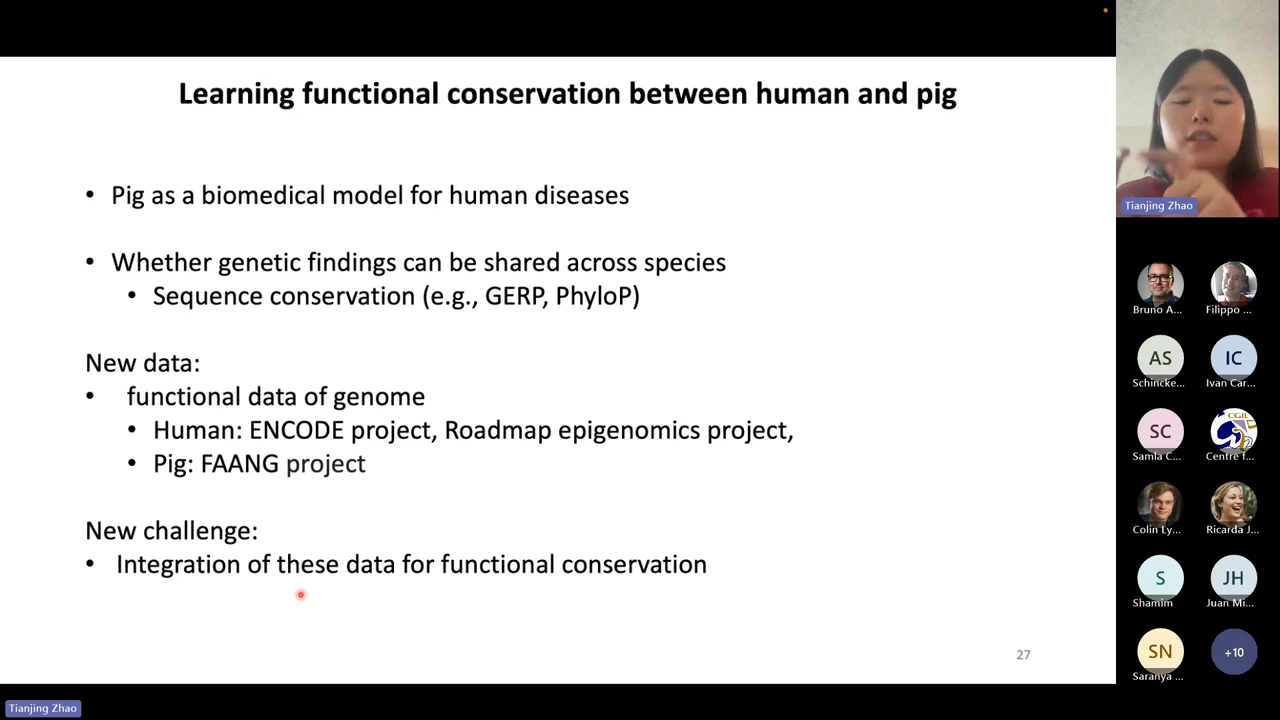 Learning functional conservation between human and pig
• Pig as a biomedical model for human diseases
• Whether genetic findings can be shared across species
• Sequence conservation (e.g., GERP, PhyloP)
New data:
• functional data of genome
• Human: ENCODE project, Roadmap epigenomics project,
• Pig: FAANG project
New challenge:
• Integration of these data for functional conservation
27
Tianjing Zhao
Bruno A...
Filippo ...
AS
IC
Schincke...
Ivan Car...
SC
CGIL
Samla C...
Centre f...
Colin Ly...
Ricarda J...
S
JH
Shamim
Juan Mi...
SN
+10
Saranya ...
Tianjing Zhao